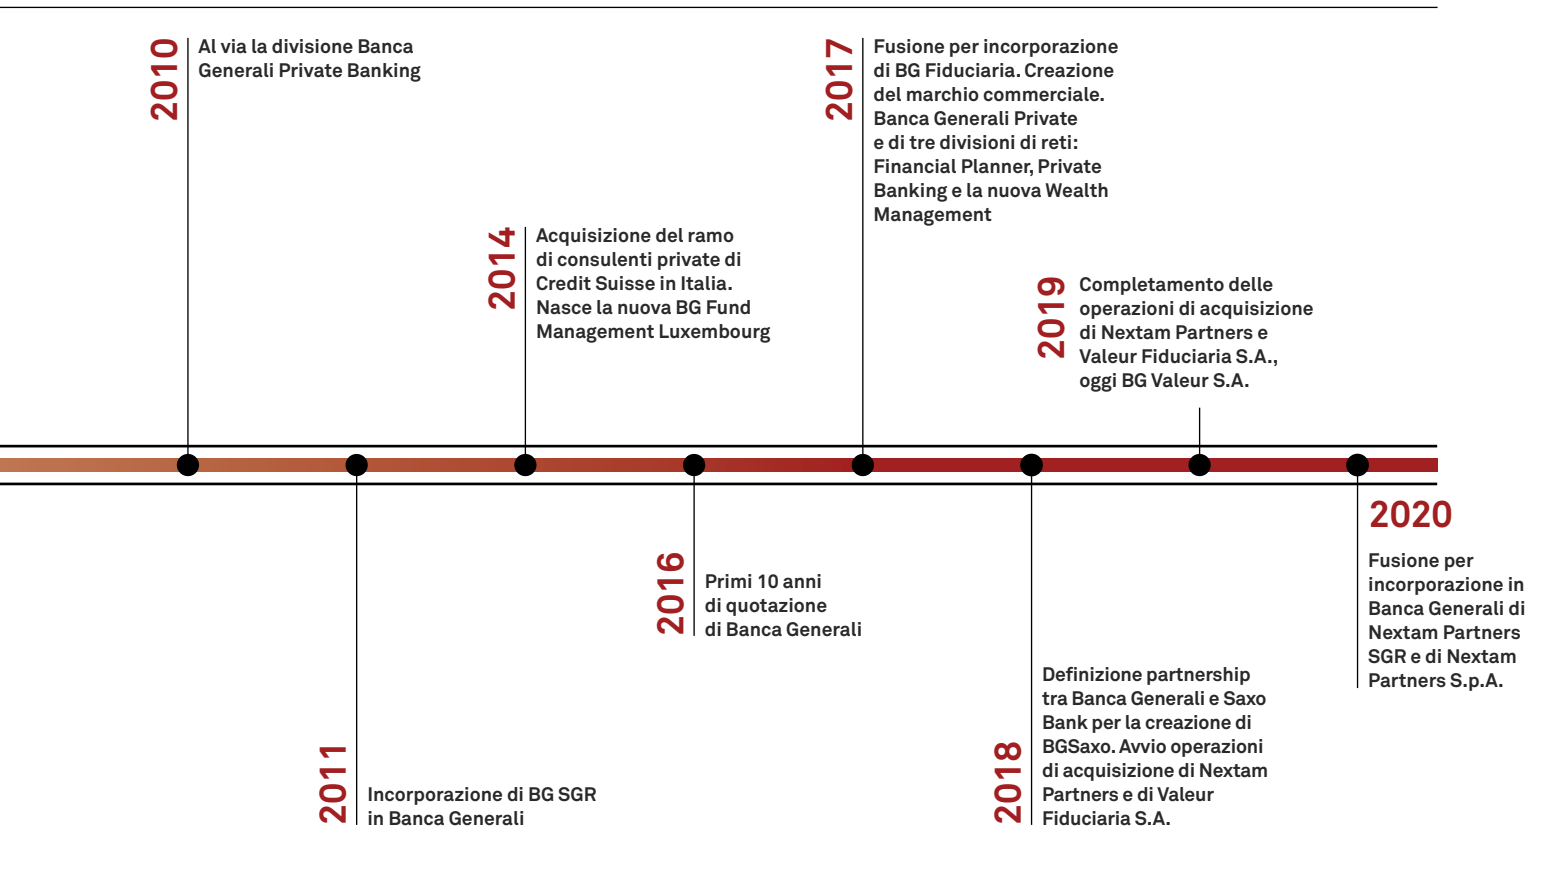 2010
Al via la divisione Banca
Generali Private Banking
2011
Incorporazione di BG SGR
in Banca Generali
2014
Acquisizione del ramo
di consulenti private di
Credit Suisse in Italia.
Nasce la nuova BG Fund
Management Luxembourg
2016
Primi 10 anni
di quotazione
di Banca Generali
2017
Fusione per incorporazione
di BG Fiduciaria. Creazione
del marchio commerciale.
Banca Generali Private
e di tre divisioni di reti:
Financial Planner, Private
Banking e la nuova Wealth
Management
2018
Definizione partnership
tra Banca Generali e Saxo
Bank per la creazione di
BGSaxo. Avvio operazioni
di acquisizione di Nextam
Partners e di Valeur
Fiduciaria S.A.
2019
Completamento delle
operazioni di acquisizione
di Nextam Partners e
Valeur Fiduciaria S.A.,
oggi BG Valeur S.A.
2020
Fusione per
incorporazione in
Banca Generali di
Nextam Partners
SGR e di Nextam
Partners S.p.A.